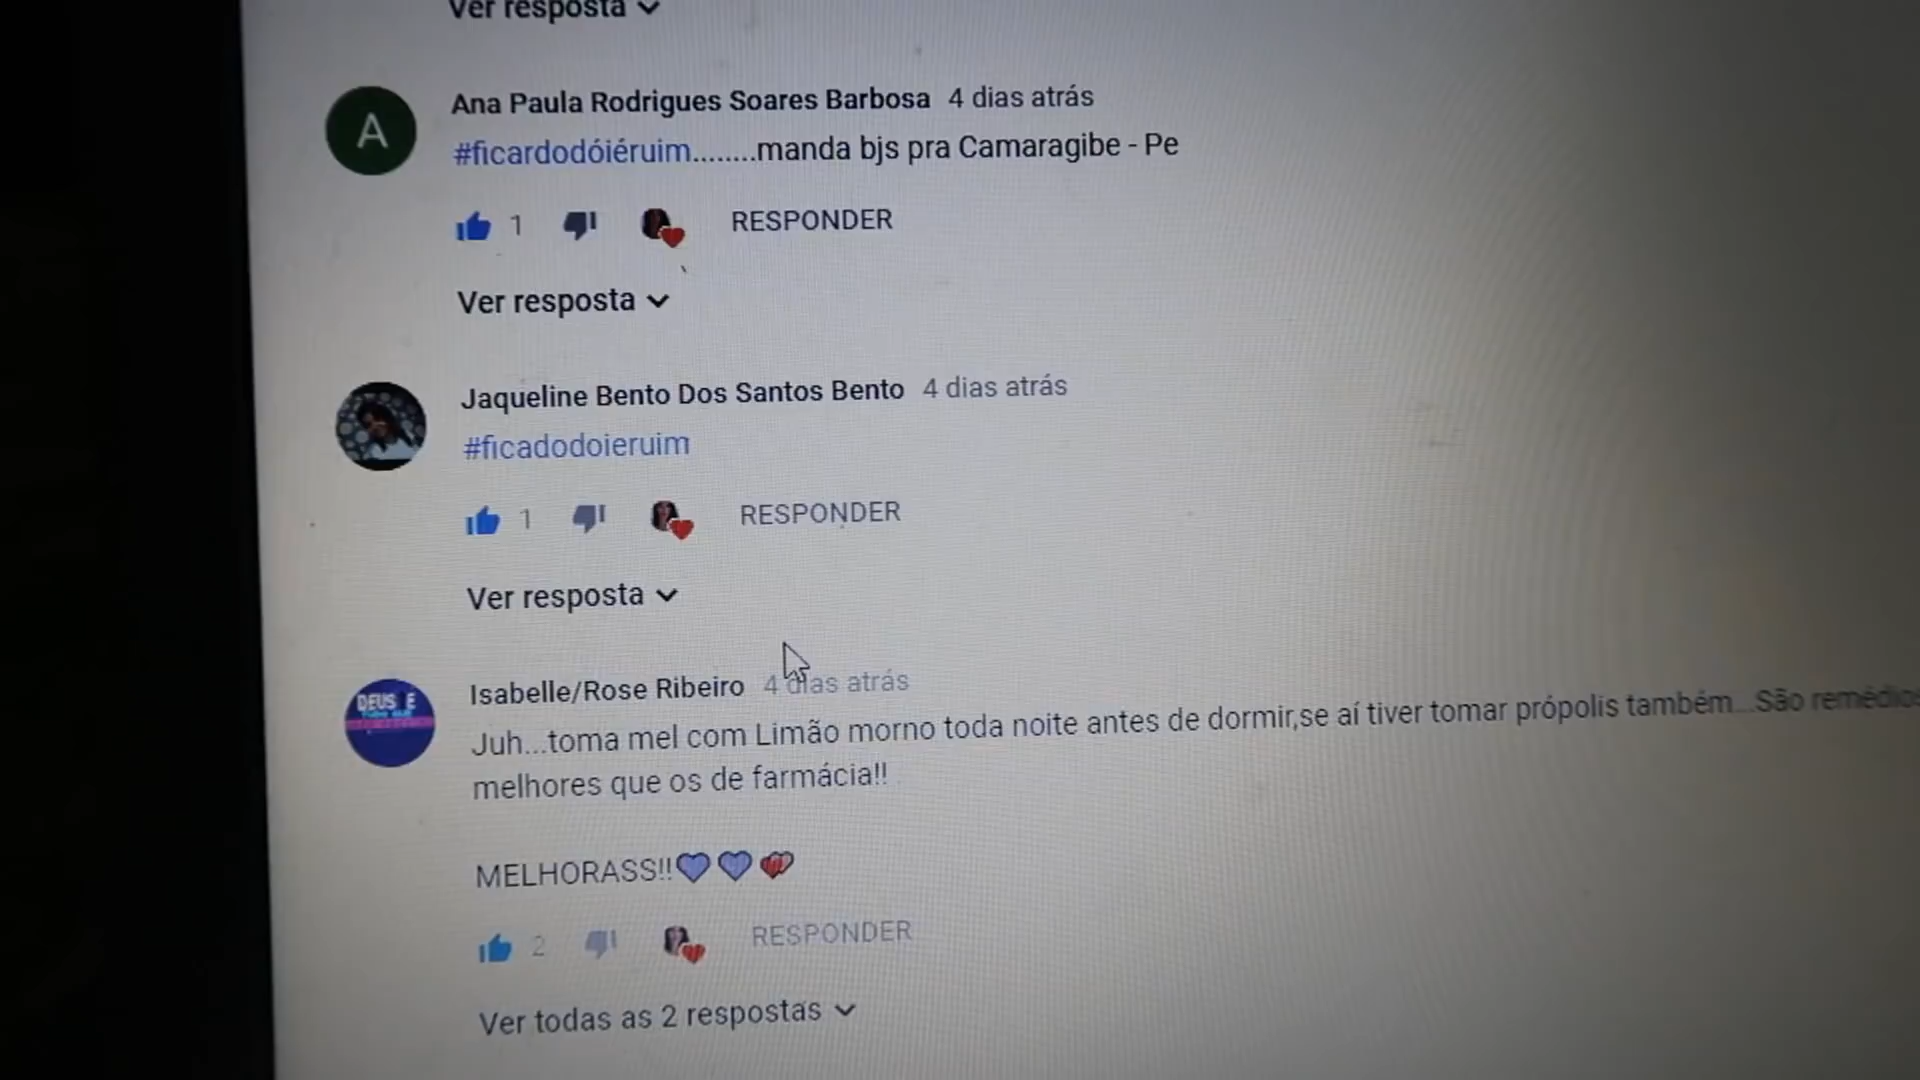 Ver resposta
Ana Paula Rodrigues Soares Barbosa 4 dias atrás
A
#ficardodóiéruim........manda bjs pra Camaragibe - Pe
1 RESPONDER
Ver resposta
Jaqueline Bento Dos Santos Bento 4 dias atrás
#ficadodoieruim
1 RESPONDER
Ver resposta
Isabelle/Rose Ribeiro 4 dias atrás
DEUS É
Juh...toma mel com Limão morno toda noite antes de dormir,se aí tiver tomar própolis também...São remédios
melhores que os de farmácia!!
MELHORASS!!
2 RESPONDER
Ver todas as 2 respostas